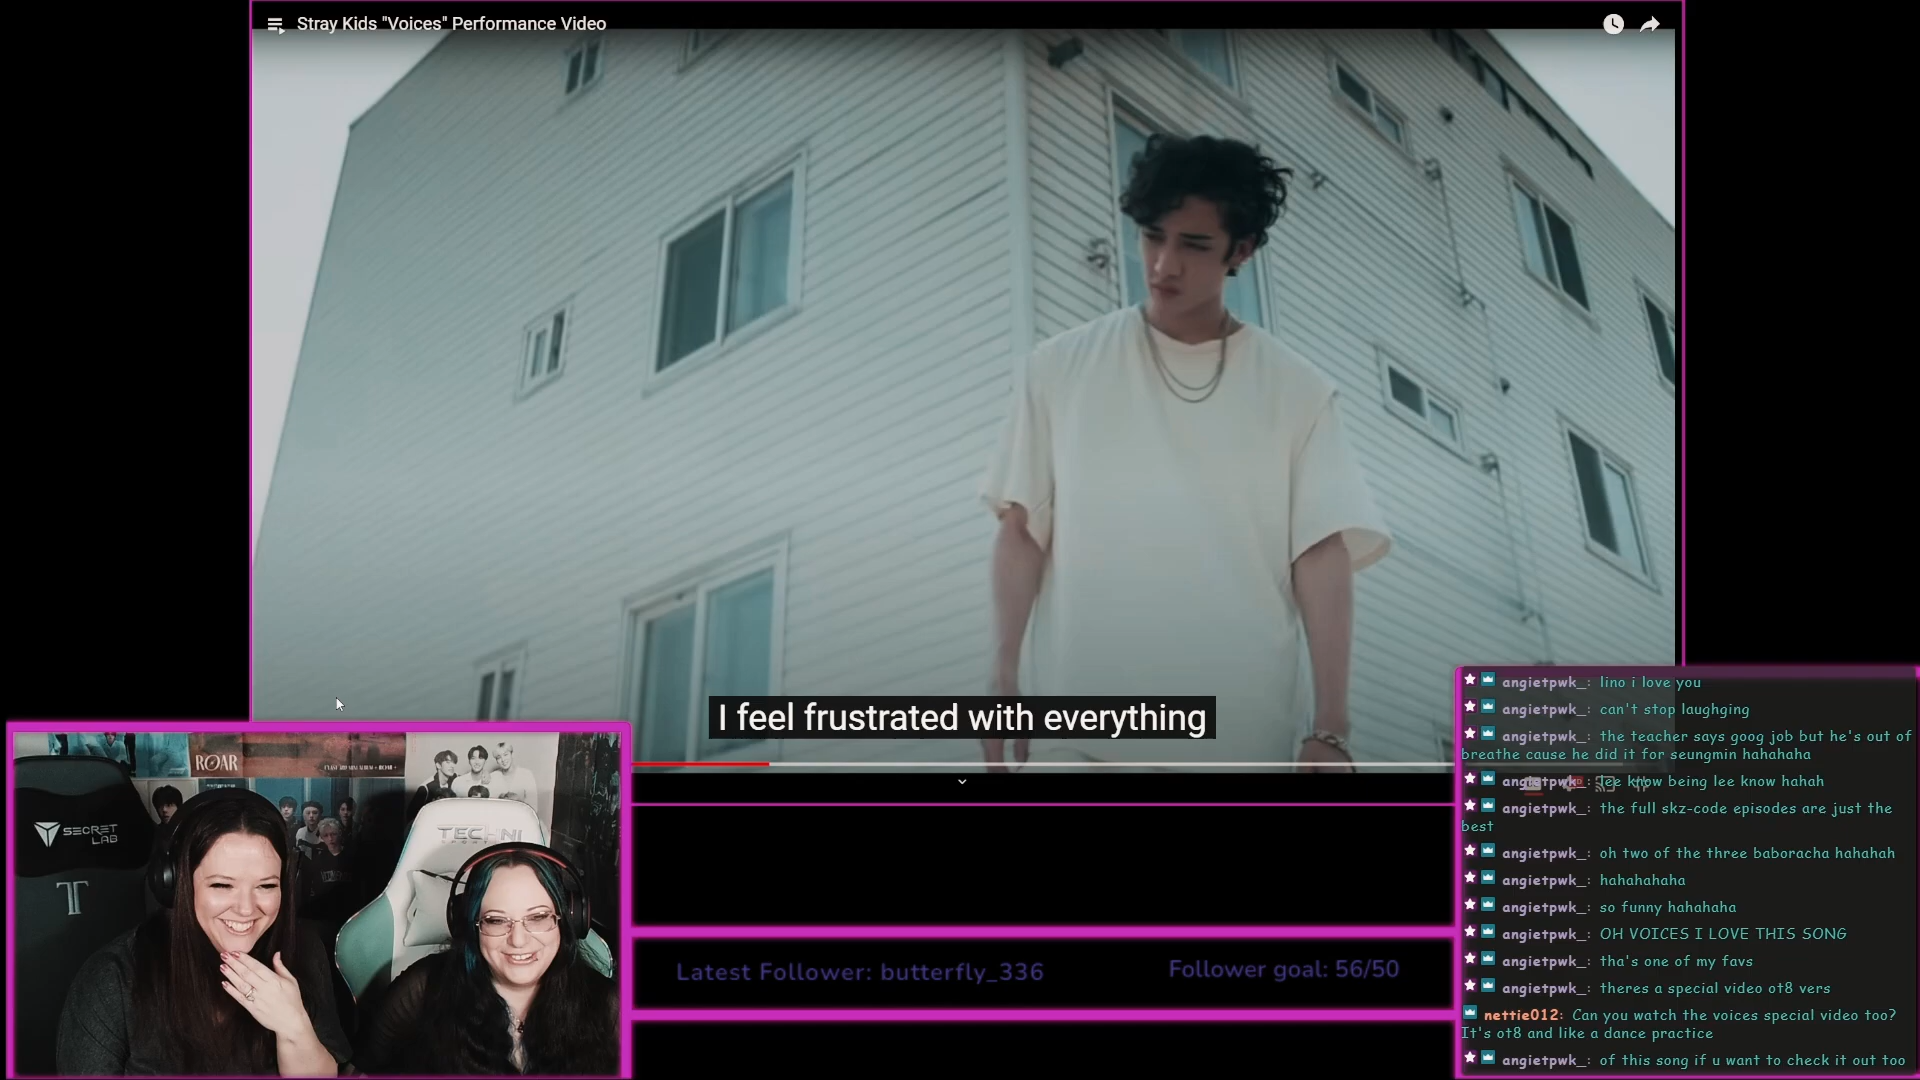 Stray Kids "Voices" Performance Video
I feel frustrated with everything
ROAR
SECRET
LAB
TECHNI
Latest Follower: butterfly_336
Follower goal: 56/50
angietpwk_: lino i love you
angietpwk_: can't stop laughging
angietpwk_: the teacher says goog job but he's out of
breathe cause he did it for seungmin hahahaha
angietpwk_: lee know being lee know hahah
angietpwk_: the full skz-code episodes are just the
best
angietpwk_: oh two of the three baboracha hahahah
angietpwk_: hahahahaha
angietpwk_: so funny hahahaha
angietpwk_: OH VOICES I LOVE THIS SONG
angietpwk_: tha's one of my favs
angietpwk_: theres a special video ot8 vers
nettie012: Can you watch the voices special video too?
It's ot8 and like a dance practice
angietpwk_: of this song if u want to check it out too